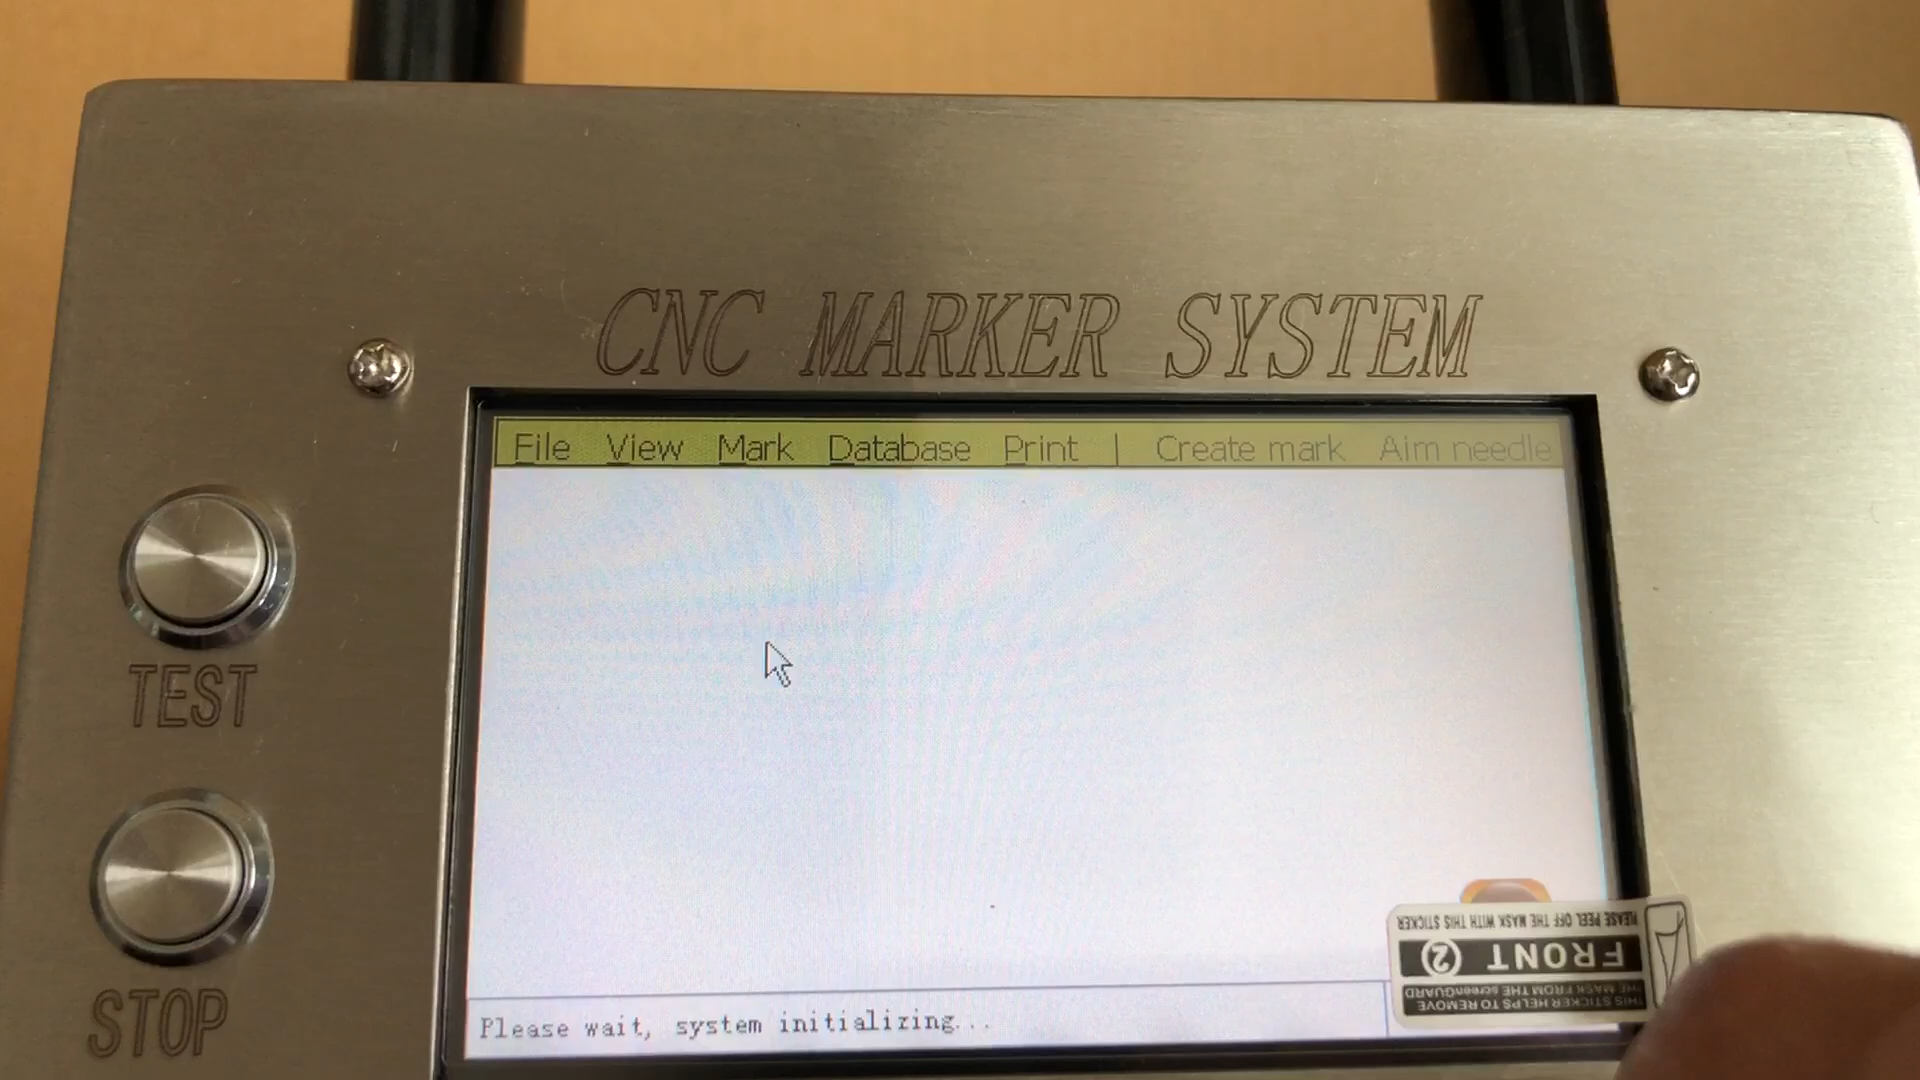 CNC MARKER SYSTEM
File View Mark Database Print | Create mark Aim needle
TEST
STOP
Please wait, system initializing...
PLEASE PEEL OFF THE MASK WITH THIS STICKER
FRONT 2
THIS STICKER HELPS TO REMOVE
THE MASK FROM THE screenGUARD